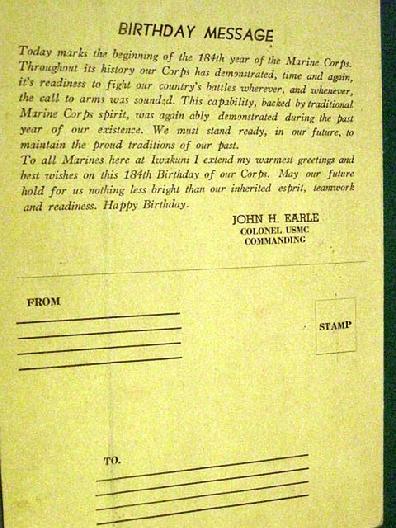 BIRTHDAY MESSAGE
Today marks the beginning of the 184th year of the Marine Corps.
Throughout its history our Corps has demonstrated, time and again,
it's readiness to fight our country's battles wherever, and whenever,
the call to arms was sounded. This capability, backed by traditional
Marine Corps spirit, was again ably demonstrated during the past
year of our existence. We must stand ready, in our future, to
maintain the proud traditions of our past.
To all Marines here at Iwakuni I extend my warmest greetings and
best wishes on this 184th Birthday of our Corps. May our future
hold for us nothing less bright than our inherited esprit, teamwork
and readiness. Happy Birthday.
JOHN H. EARLE
COLONEL USMC
COMMANDING
FROM
STAMP
TO.